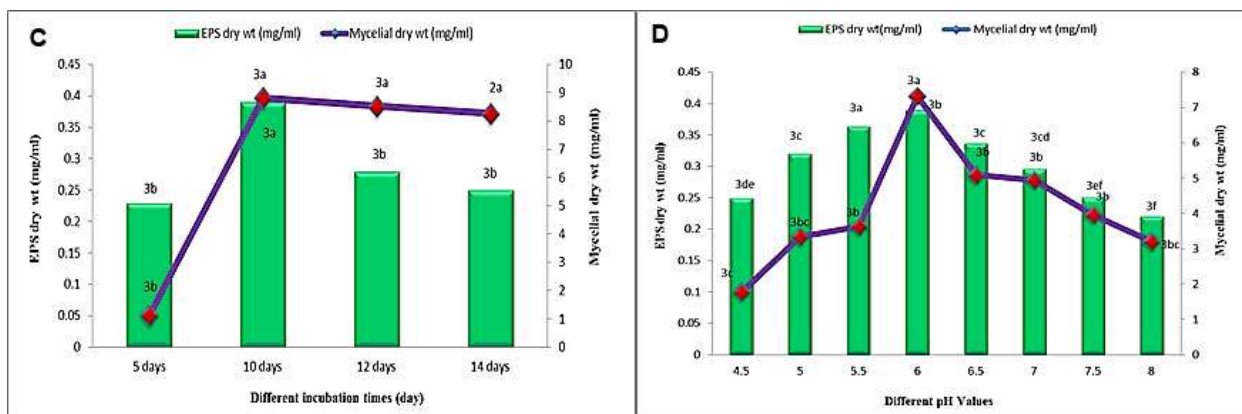 C
EPS dry wt (mg/ml) Mycelial dry wt (mg/ml)
EPS dry wt (mg/ml)
0.45
0.4
0.35
0.3
0.25
0.2
0.15
0.1
0.05
0
3b
3b
3a
3a
3a
3b
2a
3b
10
9
8
7
6
5
4
3
2
1
0
Mycelial dry wt (mg/ml)
5 days 10 days 12 days 14 days
Different incubation times (day)
D
EPS dry wt(mg/ml) Mycelial dry wt (mg/ml)
EPS dry wt (mg/ml)
0.45
0.4
0.35
0.3
0.25
0.2
0.15
0.1
0.05
0
3de
3c
3c
3bc
3a
3b
3a
3b
3c
3b
3cd
3b
3ef
3b
3f
3bc
8
7
6
5
4
3
2
1
0
Mycelial dry wt (mg/ml)
4.5 5 5.5 6 6.5 7 7.5 8
Different pH Values